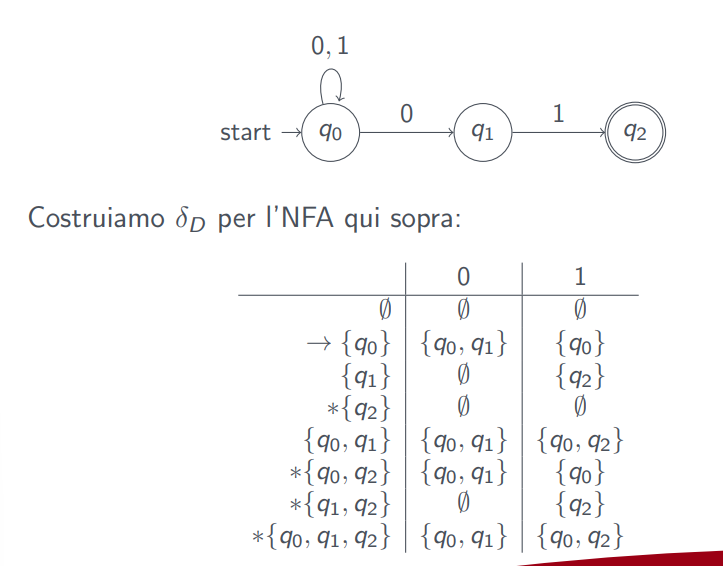 0, 1
start q0 0 q1 1 q2
Costruiamo δD per l'NFA qui sopra:
0 1
∅ ∅ ∅
→ {q0} {q0, q1} {q0}
{q1} ∅ {q2}
∗{q2} ∅ ∅
{q0, q1} {q0, q1} {q0, q2}
∗{q0, q2} {q0, q1} {q0}
∗{q1, q2} ∅ {q2}
∗{q0, q1, q2} {q0, q1} {q0, q2}